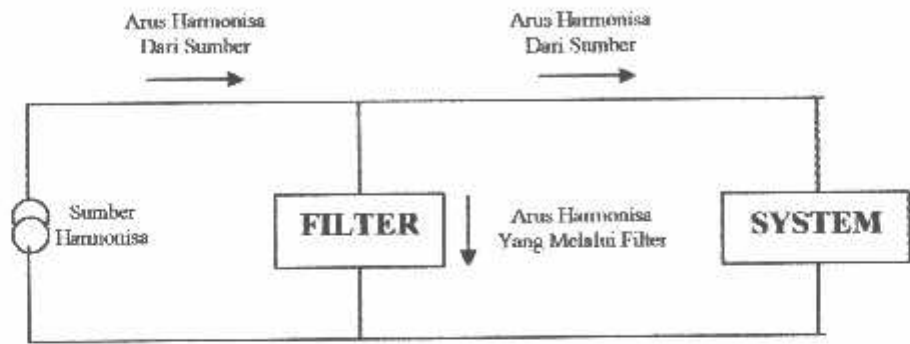 Arus Harmonisa
Dari Sumber
Arus Harmonisa
Dari Sumber
Sumber
Harmonisa
FILTER
Arus Harmonisa
Yang Melalui Filter
SYSTEM